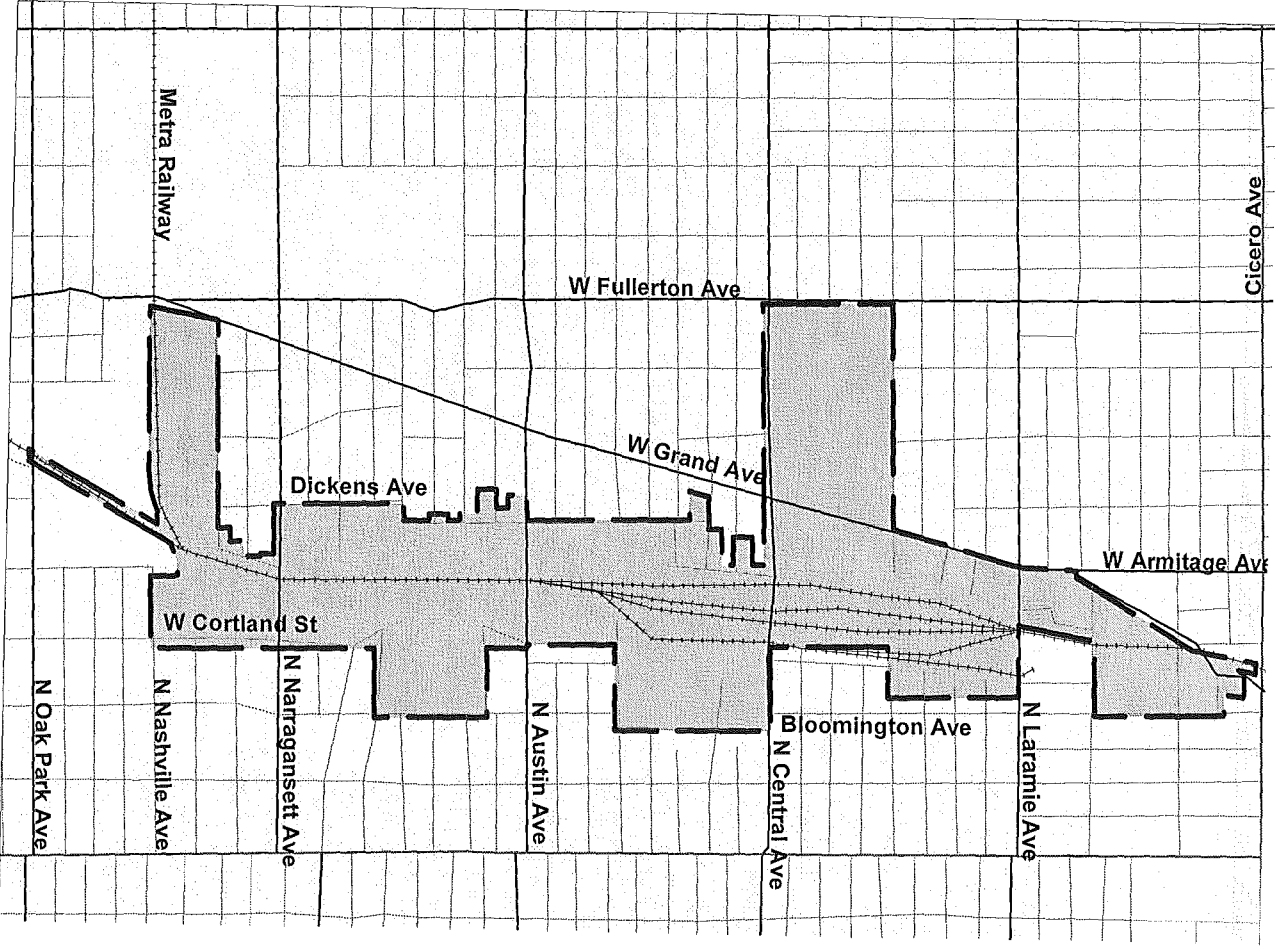 Metra Railway
Cicero Ave
W Fullerton Ave
W Grand Ave
Dickens Ave
W Armitage Ave
W Cortland St
N Oak Park Ave
N Nashville Ave
N Narragansett Ave
N Austin Ave
Bloomington Ave
N Central Ave
N Laramie Ave